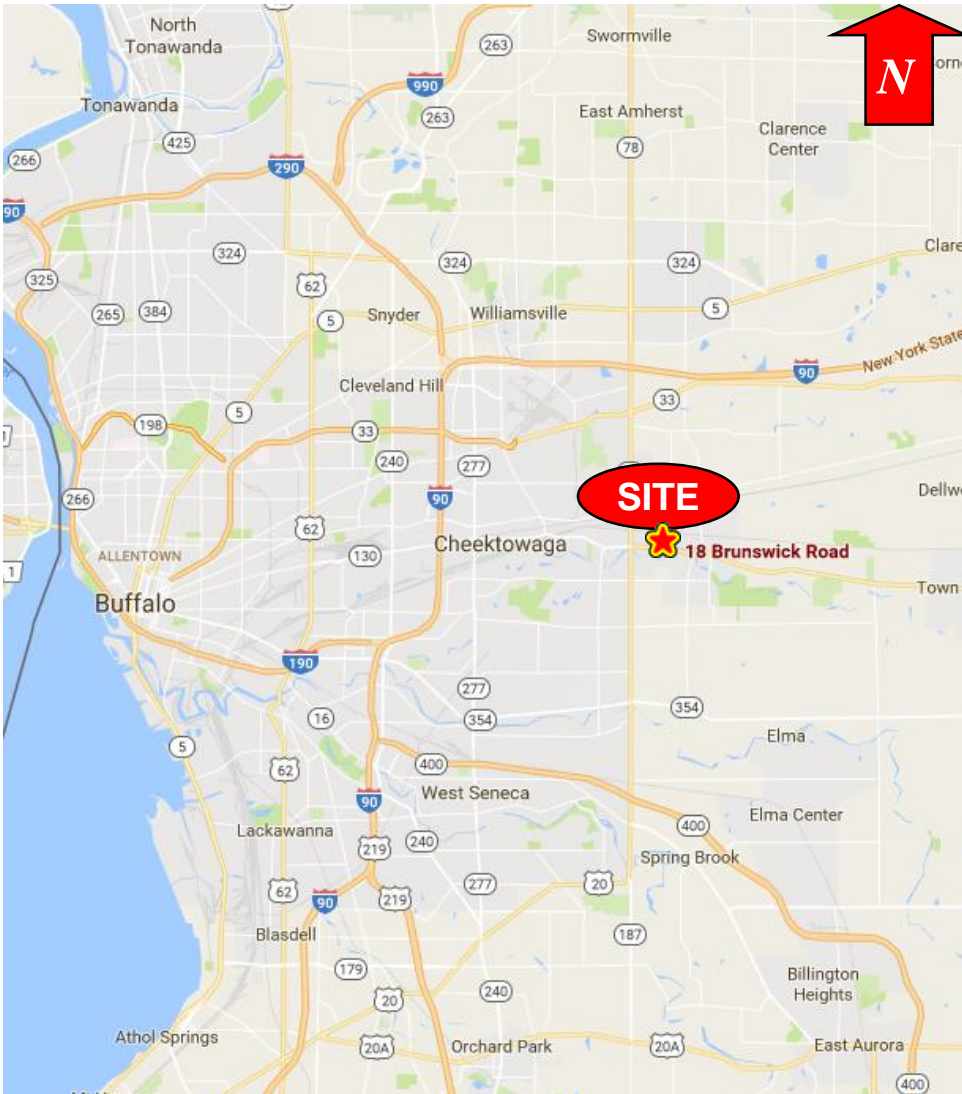 North
Tonawanda
263
Swormville
N
990
Tonawanda
263
East Amherst
Clarence
Center
425
78
266
290
90
324
324
324
Clare
62
325
265
384
5
Snyder
Williamsville
5
New York State
90
Cleveland Hill
33
5
198
33
240
277
SITE
90
266
Dellw
62
ALLENTOWN
130
Cheektowaga
18 Brunswick Road
1
Town
Buffalo
190
277
354
354
16
5
Elma
62
400
West Seneca
90
Elma Center
Lackawanna
219
240
400
Spring Brook
62
277
20
90
219
Blasdell
187
179
240
Billington
Heights
20
Athol Springs
20A
Orchard Park
20A
East Aurora
400